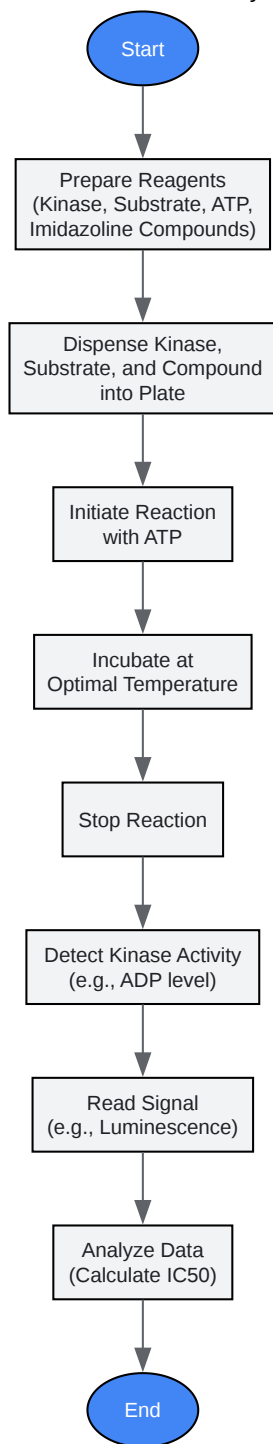 Start
Prepare Reagents
(Kinase, Substrate, ATP,
Imidazoline Compounds)
Dispense Kinase,
Substrate, and Compound
into Plate
Initiate Reaction
with ATP
Incubate at
Optimal Temperature
Stop Reaction
Detect Kinase Activity
(e.g., ADP level)
Read Signal
(e.g., Luminescence)
Analyze Data
(Calculate IC50)
End